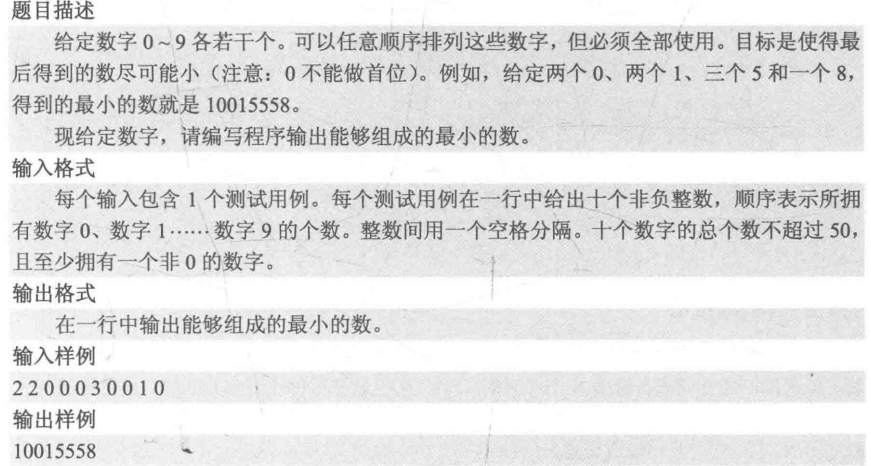 题目描述
给定数字 0~9 各若干个。可以任意顺序排列这些数字，但必须全部使用。目标是使得最
后得到的数尽可能小（注意：0 不能做首位）。例如，给定两个 0、两个 1、三个 5 和一个 8，
得到的最小的数就是 10015558。
现给定数字，请编写程序输出能够组成的最小的数。
输入格式
每个输入包含 1 个测试用例。每个测试用例在一行中给出十个非负整数，顺序表示所拥
有数字 0、数字 1……数字 9 的个数。整数间用一个空格分隔。十个数字的总个数不超过 50，
且至少拥有一个非 0 的数字。
输出格式
在一行中输出能够组成的最小的数。
输入样例
2 2 0 0 0 3 0 0 1 0
输出样例
10015558